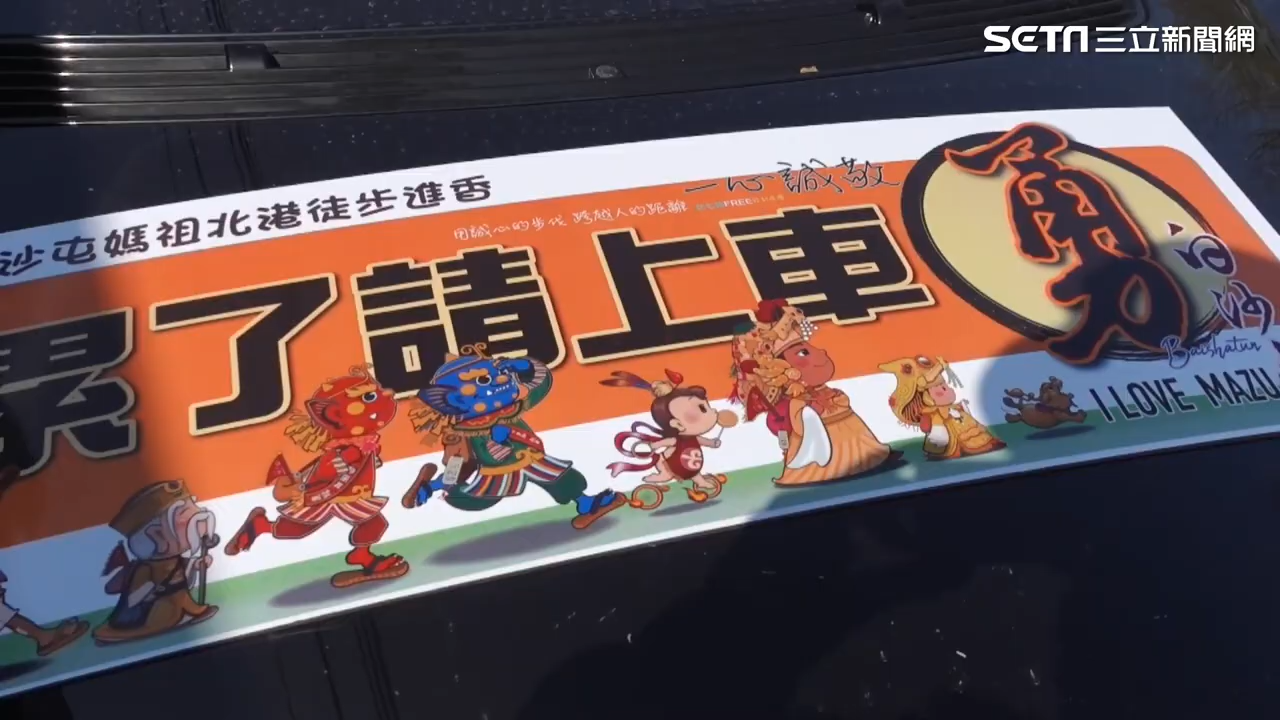 SETN三立新聞網
沙屯媽祖北港徒步進香
一心誠敬
用誠心的步伐 跨越人的距離
累了請上車
勇
白沙
Baishatun
I LOVE MAZU